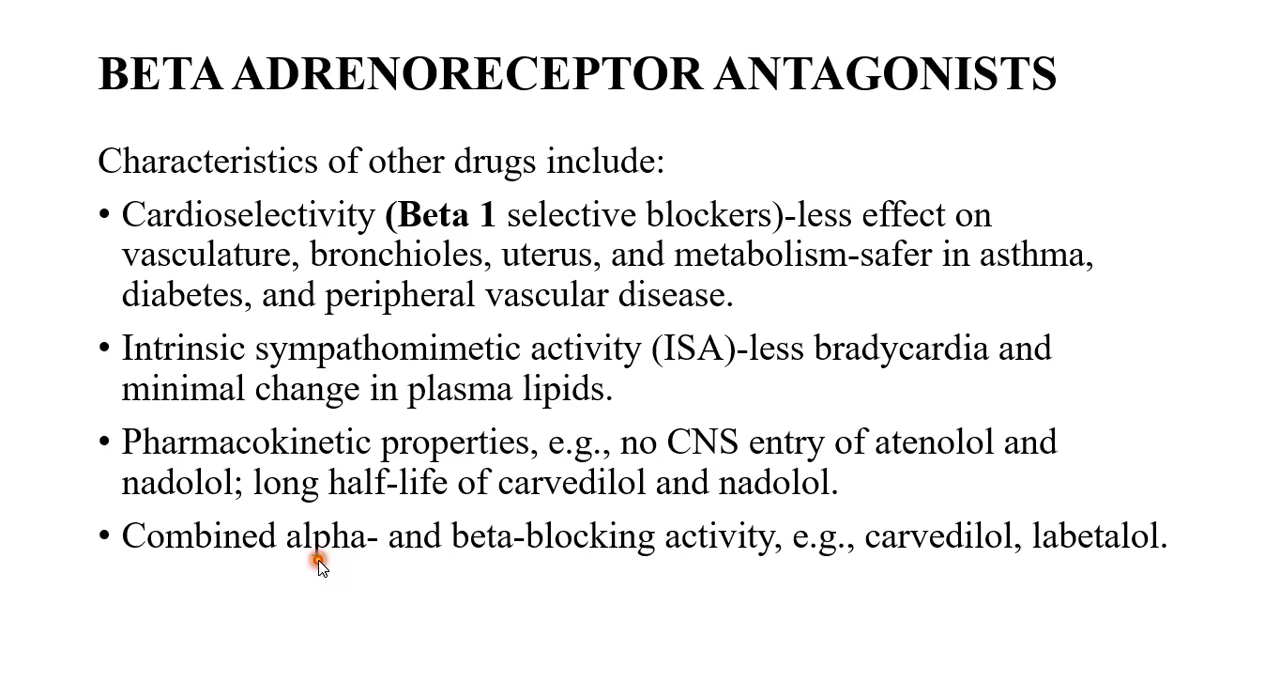 BETA ADRENORECEPTOR ANTAGONISTS
Characteristics of other drugs include:
• Cardioselectivity (Beta 1 selective blockers)-less effect on
vasculature, bronchioles, uterus, and metabolism-safer in asthma,
diabetes, and peripheral vascular disease.
• Intrinsic sympathomimetic activity (ISA)-less bradycardia and
minimal change in plasma lipids.
• Pharmacokinetic properties, e.g., no CNS entry of atenolol and
nadolol; long half-life of carvedilol and nadolol.
• Combined alpha- and beta-blocking activity, e.g., carvedilol, labetalol.